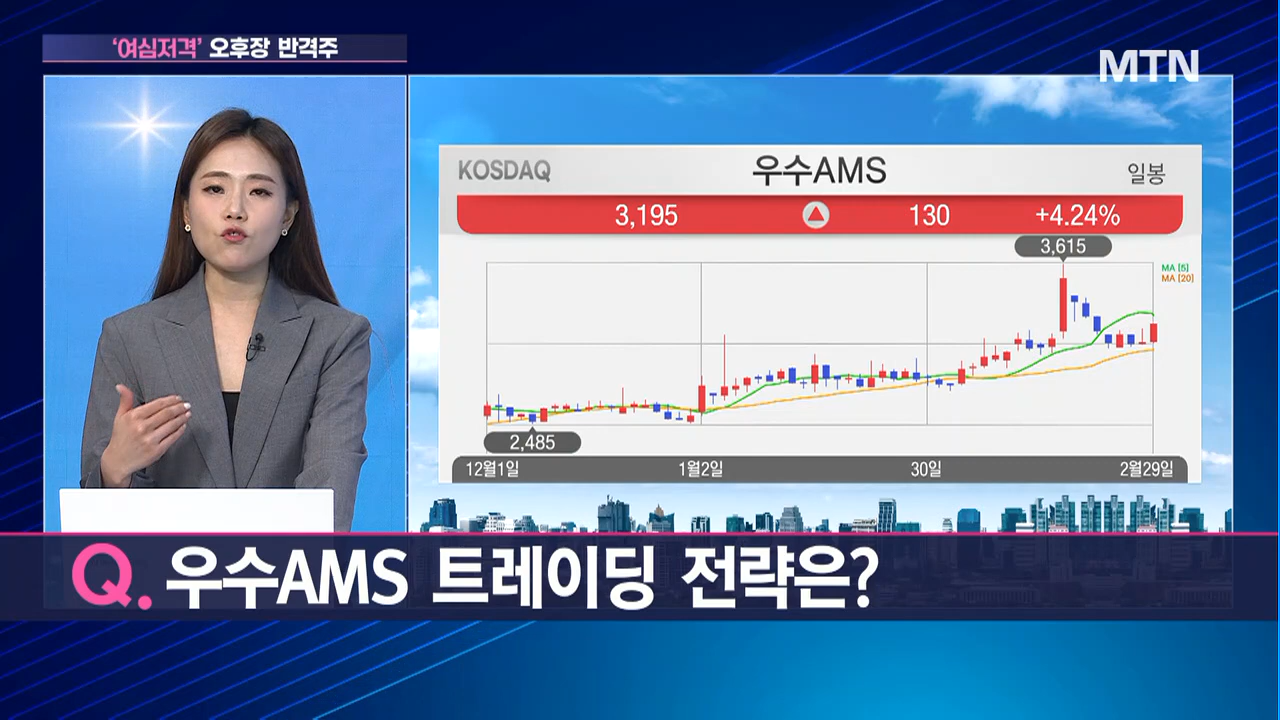 ‘여심저격’ 오후장 반격주
MTN
KOSDAQ 우수AMS 일봉
3,195 130 +4.24%
3,615
MA [5]
MA [20]
2,485
12월1일 1월2일 30일 2월29일
Q. 우수AMS 트레이딩 전략은?